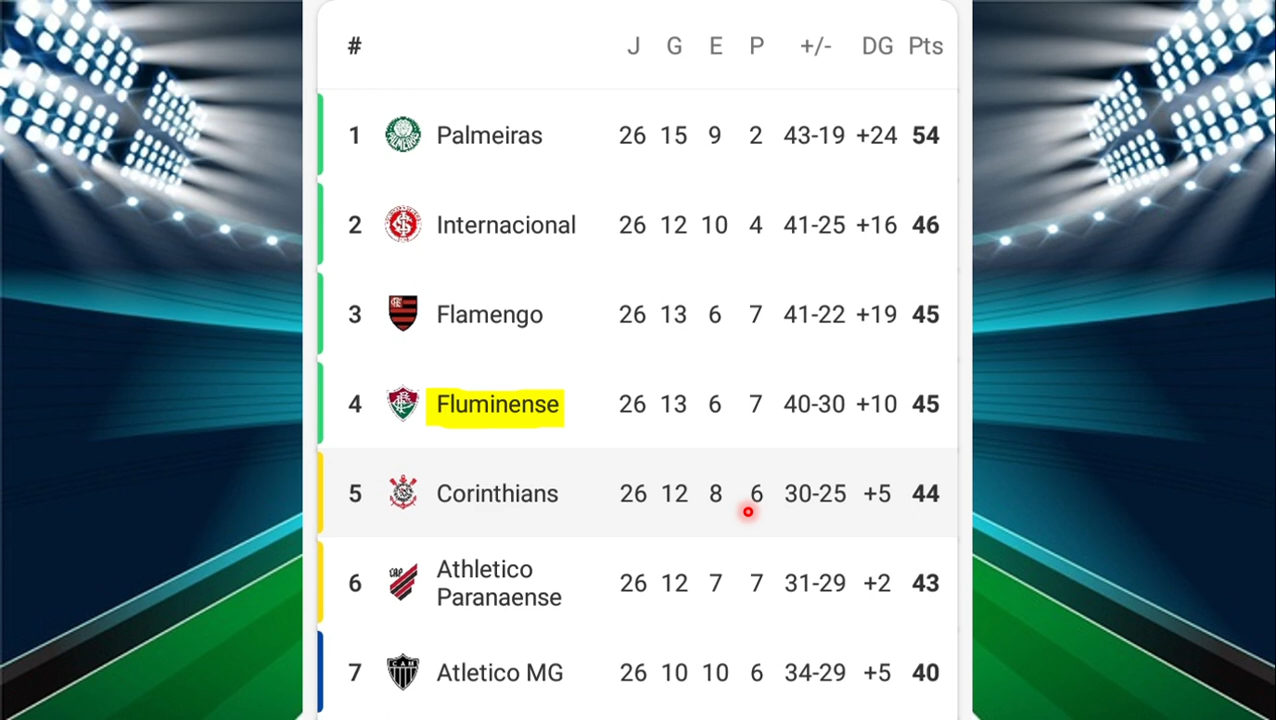 # J G E P +/- DG Pts
1 Palmeiras 26 15 9 2 43-19 +24 54
2 Internacional 26 12 10 4 41-25 +16 46
3 Flamengo 26 13 6 7 41-22 +19 45
4 Fluminense 26 13 6 7 40-30 +10 45
5 Corinthians 26 12 8 6 30-25 +5 44
6 Athletico Paranaense 26 12 7 7 31-29 +2 43
7 Atletico MG 26 10 10 6 34-29 +5 40